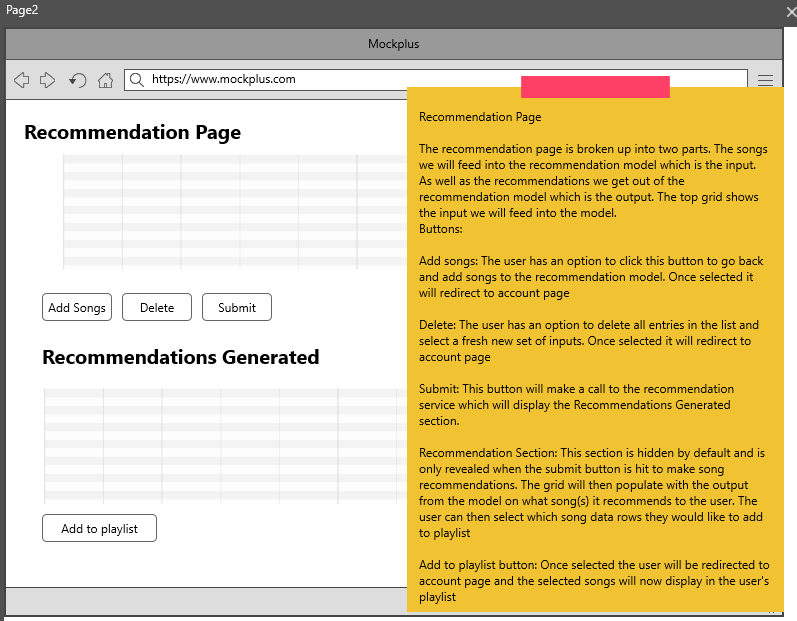 Page2
Mockplus
https://www.mockplus.com
Recommendation Page
Add Songs
Delete
Submit
Recommendations Generated
Add to playlist
Recommendation Page
The recommendation page is broken up into two parts. The songs
we will feed into the recommendation model which is the input.
As well as the recommendations we get out of the
recommendation model which is the output. The top grid shows
the input we will feed into the model.
Buttons:
Add songs: The user has an option to click this button to go back
and add songs to the recommendation model. Once selected it
will redirect to account page
Delete: The user has an option to delete all entries in the list and
select a fresh new set of inputs. Once selected it will redirect to
account page
Submit: This button will make a call to the recommendation
service which will display the Recommendations Generated
section.
Recommendation Section: This section is hidden by default and is
only revealed when the submit button is hit to make song
recommendations. The grid will then populate with the output
from the model on what song(s) it recommends to the user. The
user can then select which song data rows they would like to add
to playlist
Add to playlist button: Once selected the user will be redirected to
account page and the selected songs will now display in the user's
playlist